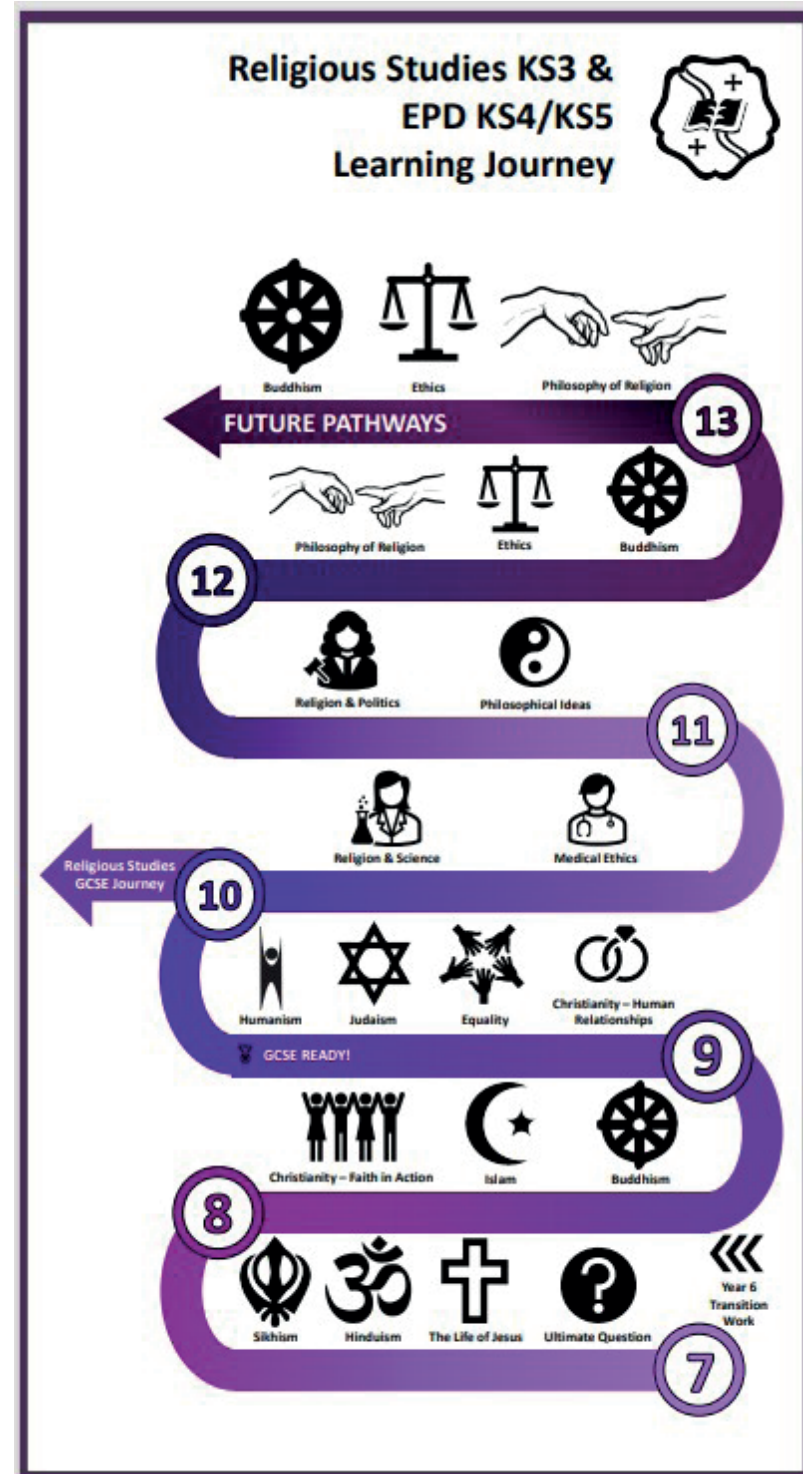 Religious Studies KS3 &
EPD KS4/KS5
Learning Journey
Buddhism
Ethics
Philosophy of Religion
FUTURE PATHWAYS
13
Philosophy of Religion
Ethics
Buddhism
12
Religion & Politics
Philosophical Ideas
11
Religion & Science
Medical Ethics
Religious Studies
GCSE Journey
10
Humanism
Judaism
Equality
Christianity – Human
Relationships
GCSE READY!
9
Christianity – Faith in Action
Islam
Buddhism
8
Sikhism
Hinduism
The Life of Jesus
Ultimate Question
Year 6
Transition
Work
7